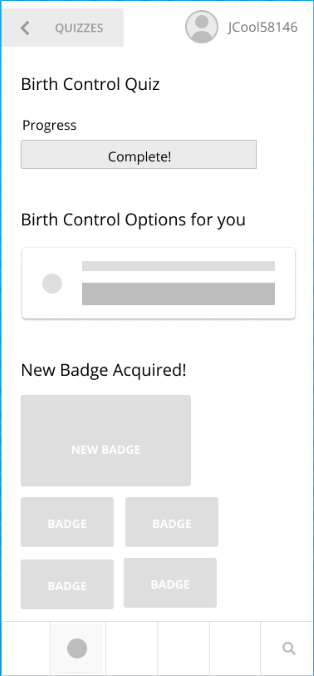 QUIZZES
JCool58146
Birth Control Quiz
Progress
Complete!
Birth Control Options for you
New Badge Acquired!
NEW BADGE
BADGE
BADGE
BADGE
BADGE